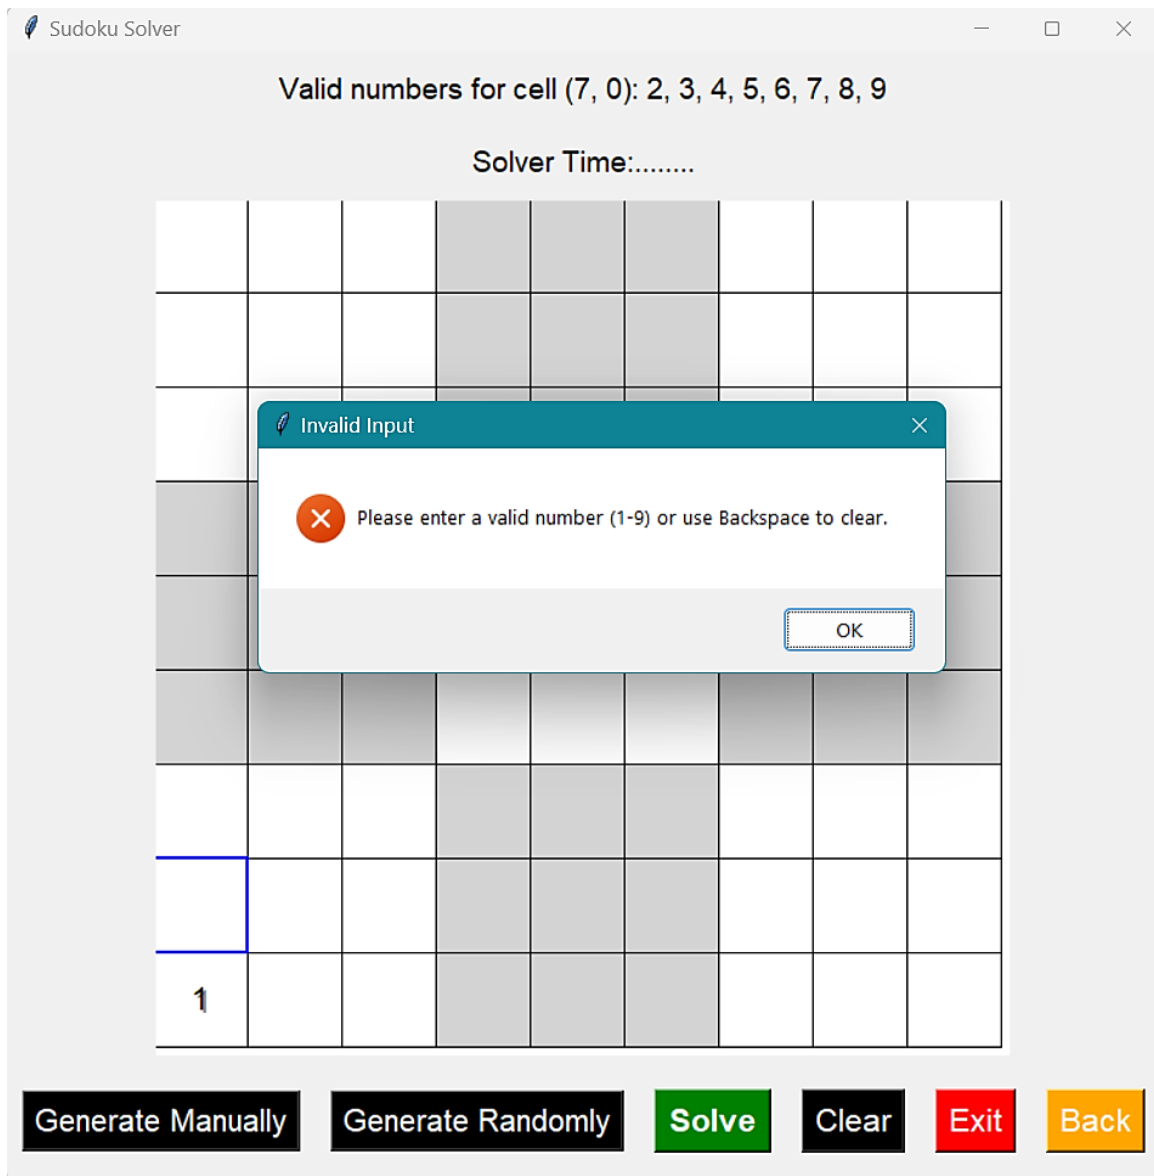 Sudoku Solver
Valid numbers for cell (7, 0): 2, 3, 4, 5, 6, 7, 8, 9
Solver Time:........
Invalid Input
Please enter a valid number (1-9) or use Backspace to clear.
OK
1
Generate Manually Generate Randomly Solve Clear Exit Back